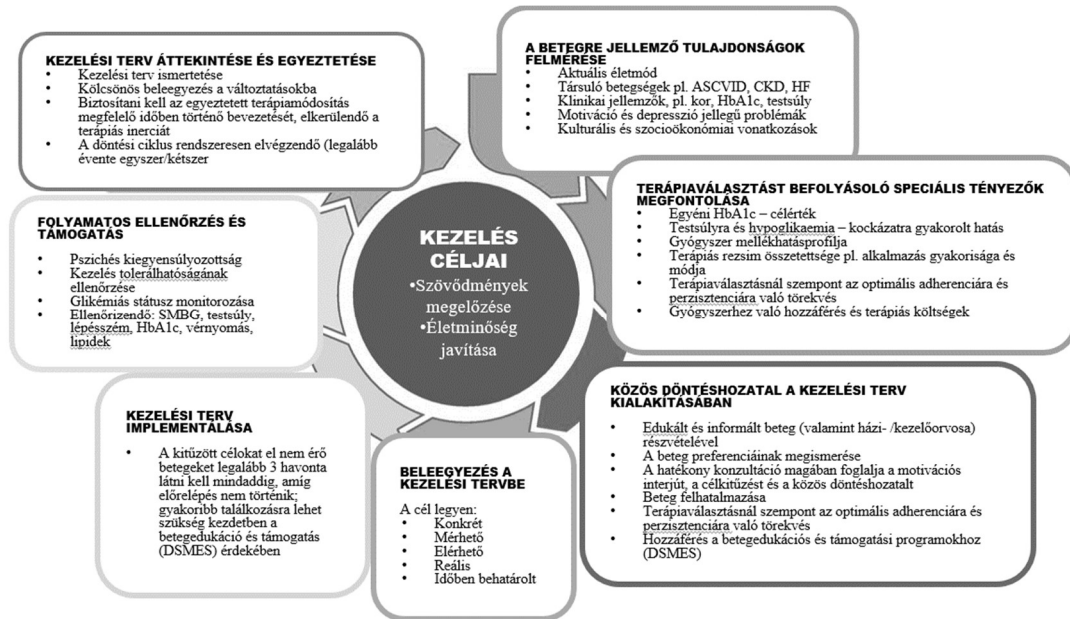 KEZELÉSI TERV ÁTTEKINTÉSE ÉS EGYEZTETÉSE
• Kezelési terv ismertetése
• Kölcsönös beleegyezés a változtatásokba
• Biztosítani kell az egyeztetett terápiamódosítás
megfelelő időben történő bevezetését, elkerülendő a
terápiás inerciát
• A döntési ciklus rendszeresen elvégzendő (legalább
évente egyszer/kétszer
A BETEGRE JELLEMZŐ TULAJDONSÁGOK
FELMÉRÉSE
• Aktuális életmód
• Társuló betegségek pl. ASCVID, CKD, HF
• Klinikai jellemzők, pl. kor, HbA1c, testsúly
• Motiváció és depresszió jellegű problémák
• Kulturális és szocioökonómiai vonatkozások
TERÁPIAVÁLASZTÁST BEFOLYÁSOLÓ SPECIÁLIS TÉNYEZŐK
MEGFONTOLÁSA
• Egyéni HbA1c – célérték
• Testsúlyra és hypoglikaemia – kockázatra gyakorolt hatás
• Gyógyszer mellékhatásprofilja
• Terápiás rezsim összetettsége pl. alkalmazás gyakorisága és
módja
• Terápiaválasztásnál szempont az optimális adherenciára és
perzisztenciára való törekvés
• Gyógyszerhez való hozzáférés és terápiás költségek
KÖZÖS DÖNTÉSHOZATAL A KEZELÉSI TERV
KIALAKÍTÁSÁBAN
• Edukált és informált beteg (valamint házi- /kezelőorvosa)
részvételével
• A beteg preferenciáinak megismerése
• A hatékony konzultáció magában foglalja a motivációs
interjút, a célkitűzést és a közös döntéshozatalt
• Beteg felhatalmazása
• Terápiaválasztásnál szempont az optimális adherenciára és
perzisztenciára való törekvés
• Hozzáférés a betegedukációs és támogatási programokhoz
(DSMES)
BELEEGYEZÉS A
KEZELÉSI TERVBE
A cél legyen:
• Konkrét
• Mérhető
• Elérhető
• Reális
• Időben behatárolt
KEZELÉSI TERV
IMPLEMENTÁLÁSA
• A kitűzött célokat el nem érő
betegeket legalább 3 havonta
látni kell mindaddig, amíg
előrelépés nem történik;
gyakoribb találkozásra lehet
szükség kezdetben a
betegedukáció és támogatás
(DSMES) érdekében
FOLYAMATOS ELLENŐRZÉS ÉS
TÁMOGATÁS
• Pszichés kiegyensúlyozottság
• Kezelés tolerálhatóságának
ellenőrzése
• Glikémiás státusz monitorozása
• Ellenőrizendő: SMBG, testsúly,
lépésszém, HbA1c, vérnyomás,
lipidek
KEZELÉS
CÉLJAI
•Szövődmények
megelőzése
•Életminőség
javítása